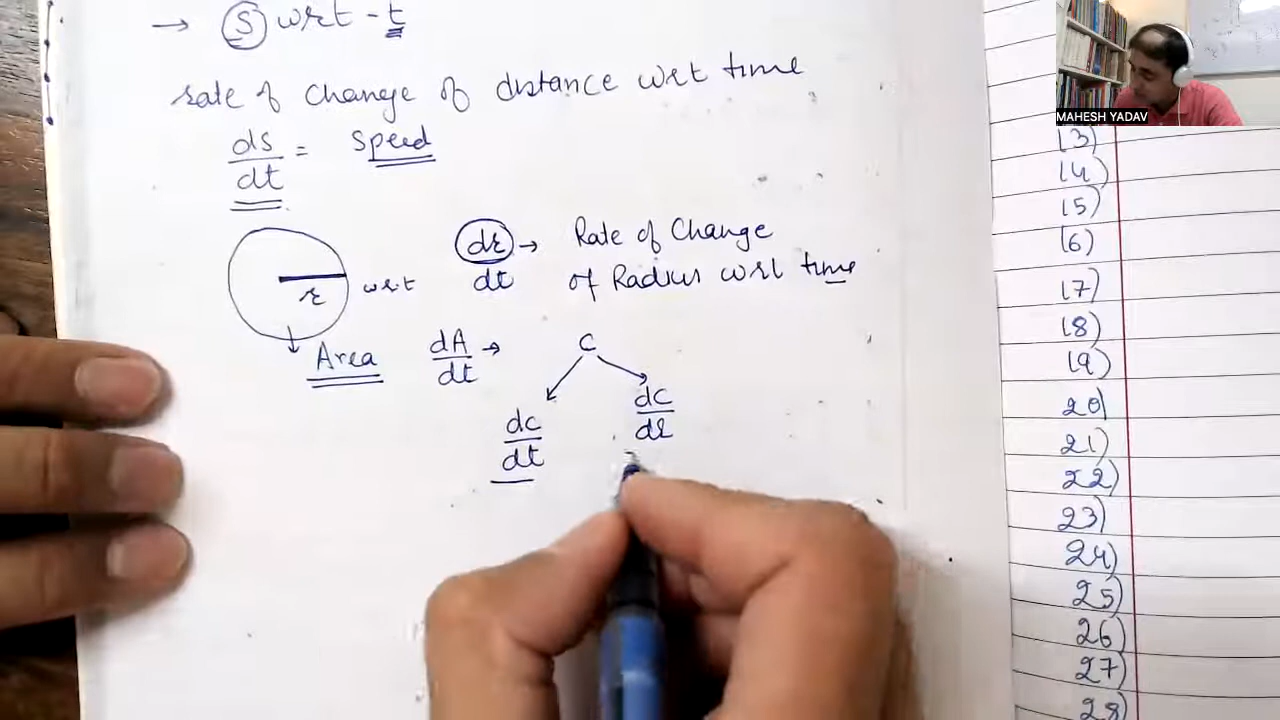 → S wrt - t
rate of change of distance wrt time
ds/dt = speed
r wrt dr/dt → Rate of Change
of Radius wrt time
Area dA/dt →
C
dc/dt dc/dr
MAHESH YADAV
13)
14)
15)
16)
17)
18)
19)
20)
21)
22)
23)
24)
25)
26)
27)
28)